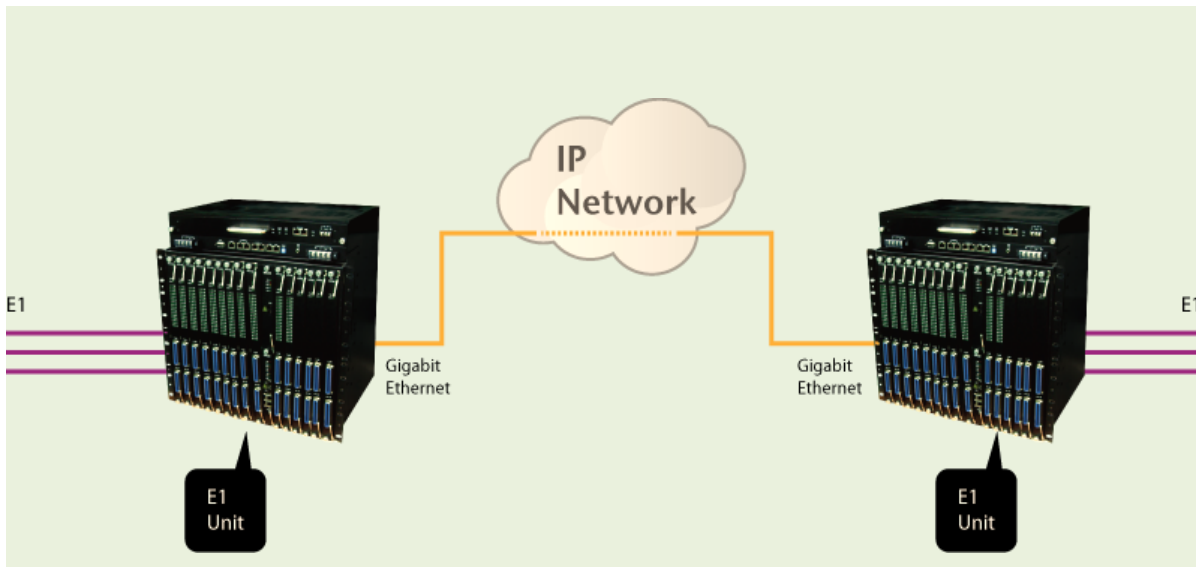 IP
Network
E1
E1
Gigabit
Ethernet
Gigabit
Ethernet
E1
Unit
E1
Unit